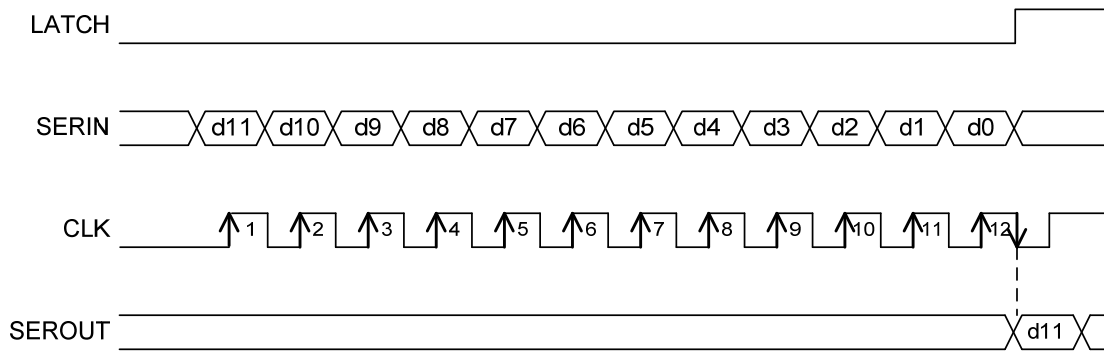 LATCH
SERIN d11 d10 d9 d8 d7 d6 d5 d4 d3 d2 d1 d0
CLK 1 2 3 4 5 6 7 8 9 10 11 12
SEROUT d11